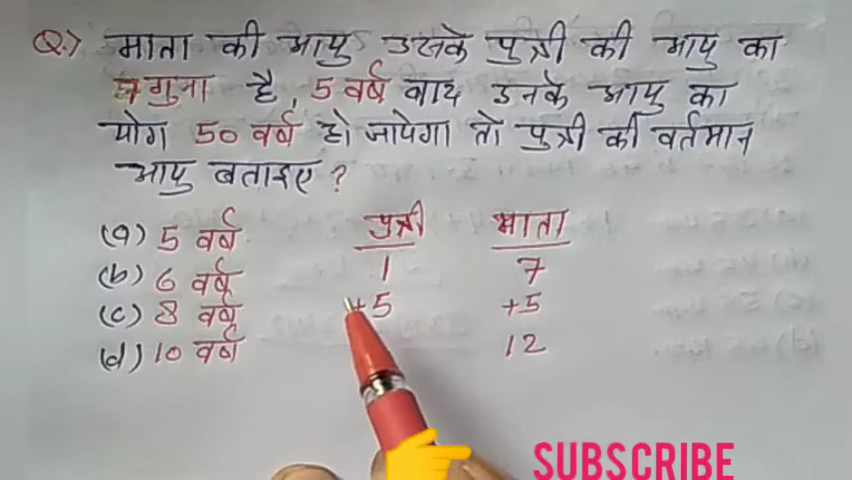 Q.> माता की आयु उसके पुत्री की आयु का
7 गुना है, 5 वर्ष बाद उनके आयु का
योग 50 वर्ष हो जायेगा तो पुत्री की वर्तमान
आयु बताइए ?
(a) 5 वर्ष पुत्री माता
(b) 6 वर्ष 1 7
(c) 8 वर्ष +5 +5
(d) 10 वर्ष 12
SUBSCRIBE